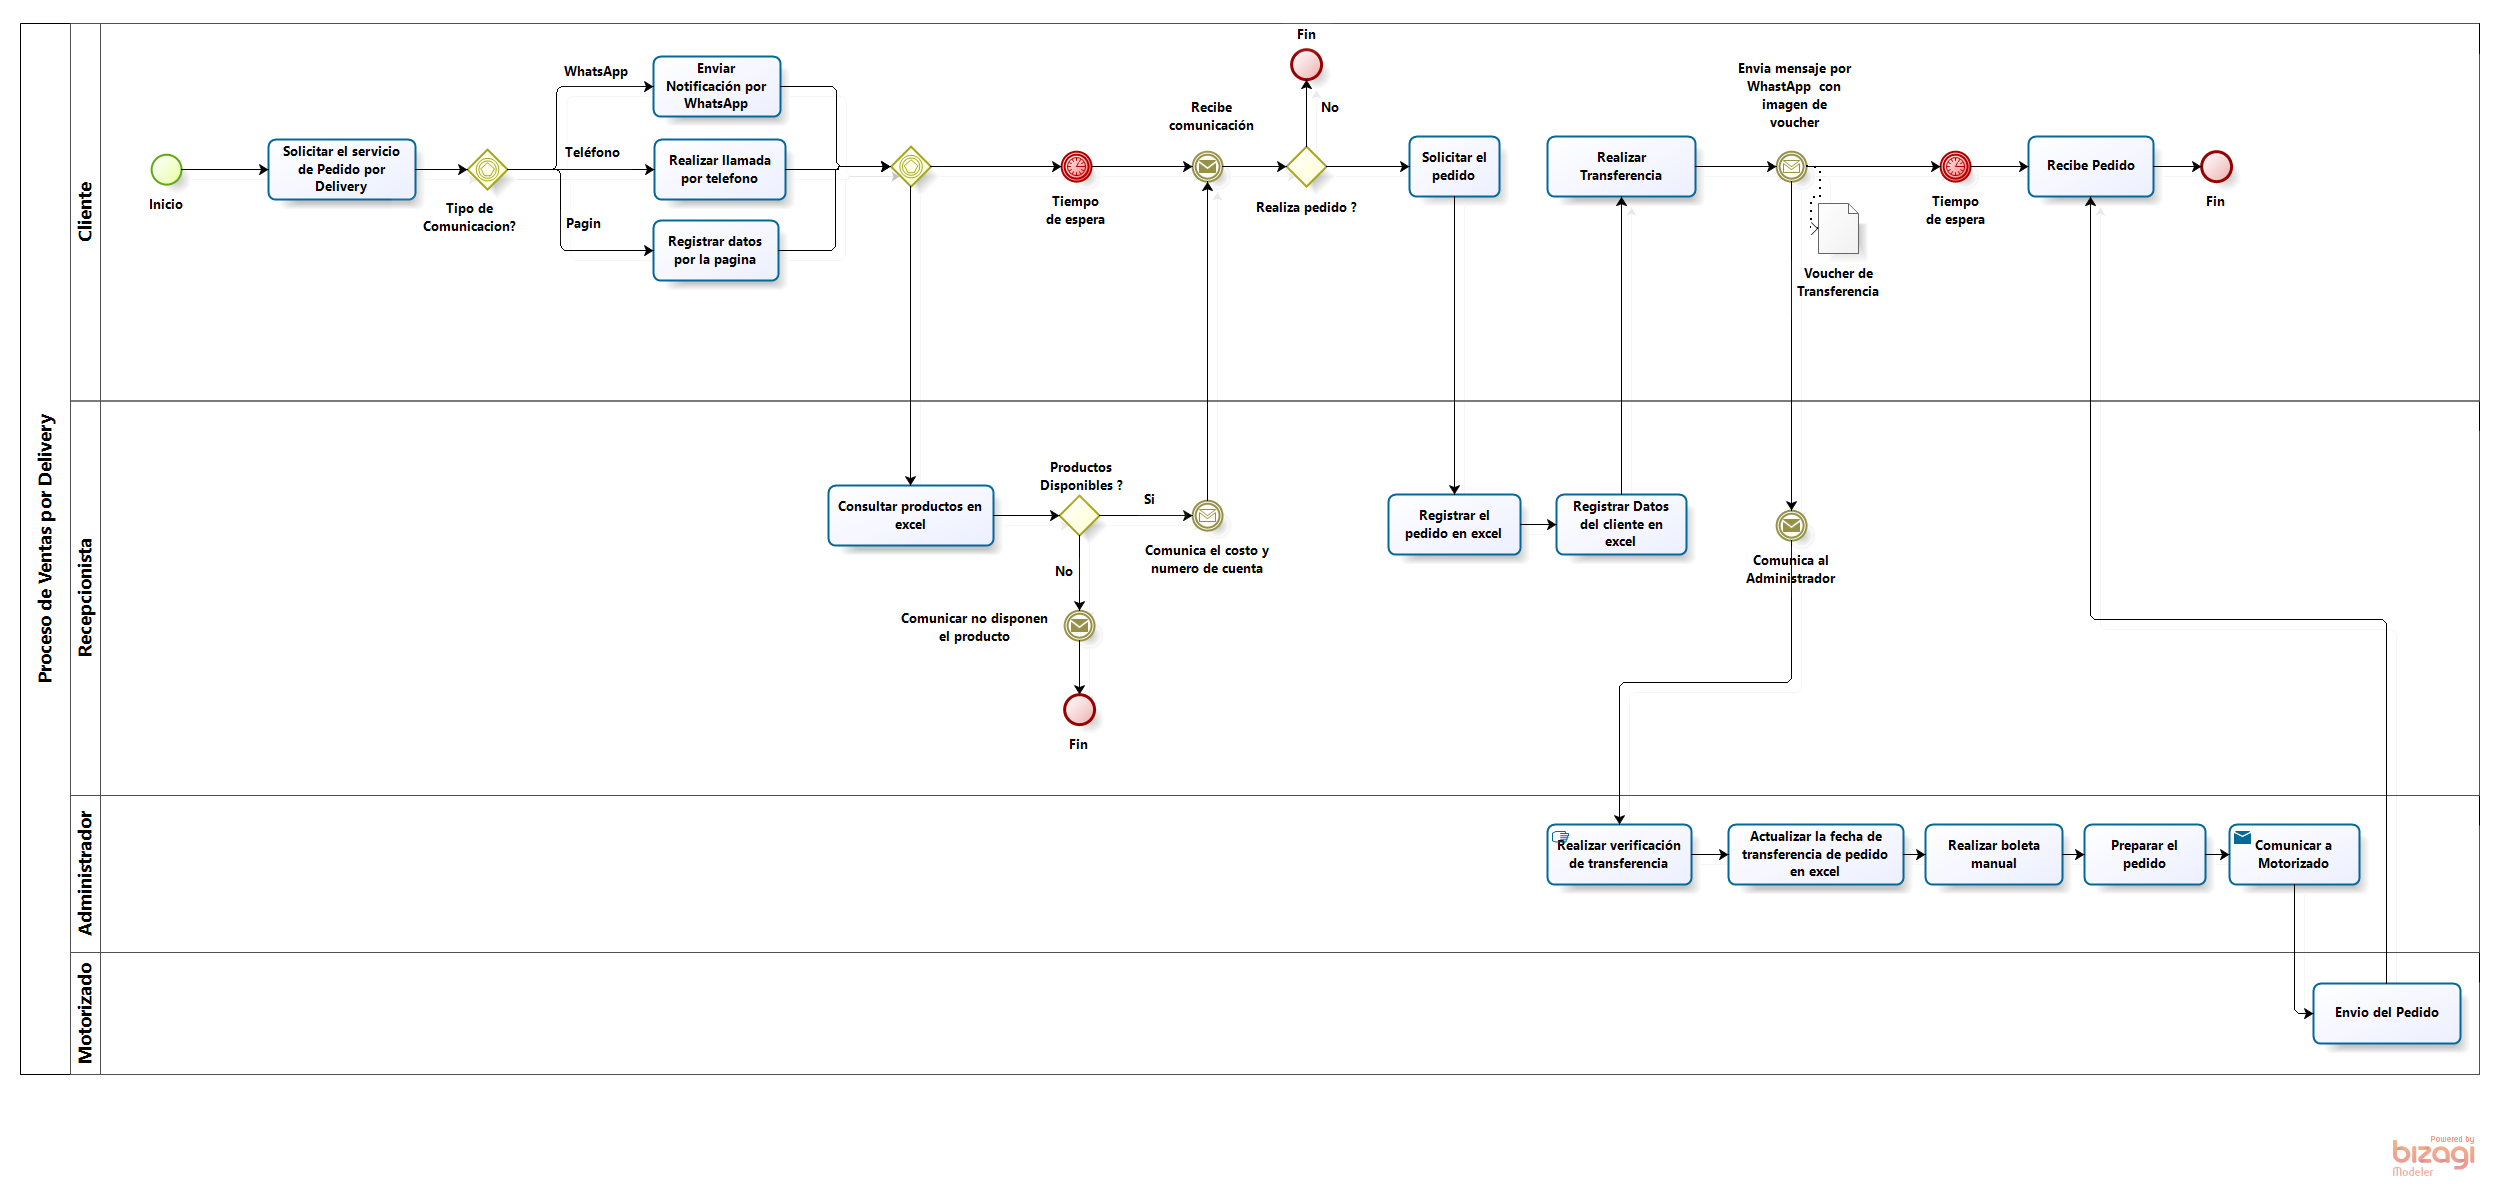 Proceso de Ventas por Delivery
Cliente
Inicio
Solicitar el servicio
de Pedido por
Delivery
Tipo de
Comunicacion?
WhatsApp
Teléfono
Pagin
Enviar
Notificación por
WhatsApp
Realizar llamada
por telefono
Registrar datos
por la pagina
Tiempo
de espera
Recibe
comunicación
Fin
No
Realiza pedido ?
Solicitar el
pedido
Realizar
Transferencia
Envia mensaje por
WhastApp con
imagen de
voucher
Voucher de
Transferencia
Tiempo
de espera
Recibe Pedido
Fin
Recepcionista
Consultar productos en
excel
Productos
Disponibles ?
Si
No
Comunica el costo y
numero de cuenta
Comunicar no disponen
el producto
Fin
Registrar el
pedido en excel
Registrar Datos
del cliente en
excel
Comunica al
Administrador
Administrador
Realizar verificación
de transferencia
Actualizar la fecha de
transferencia de pedido
en excel
Realizar boleta
manual
Preparar el
pedido
Comunicar a
Motorizado
Motorizado
Envio del Pedido
Powered by
bizagi
Modeler